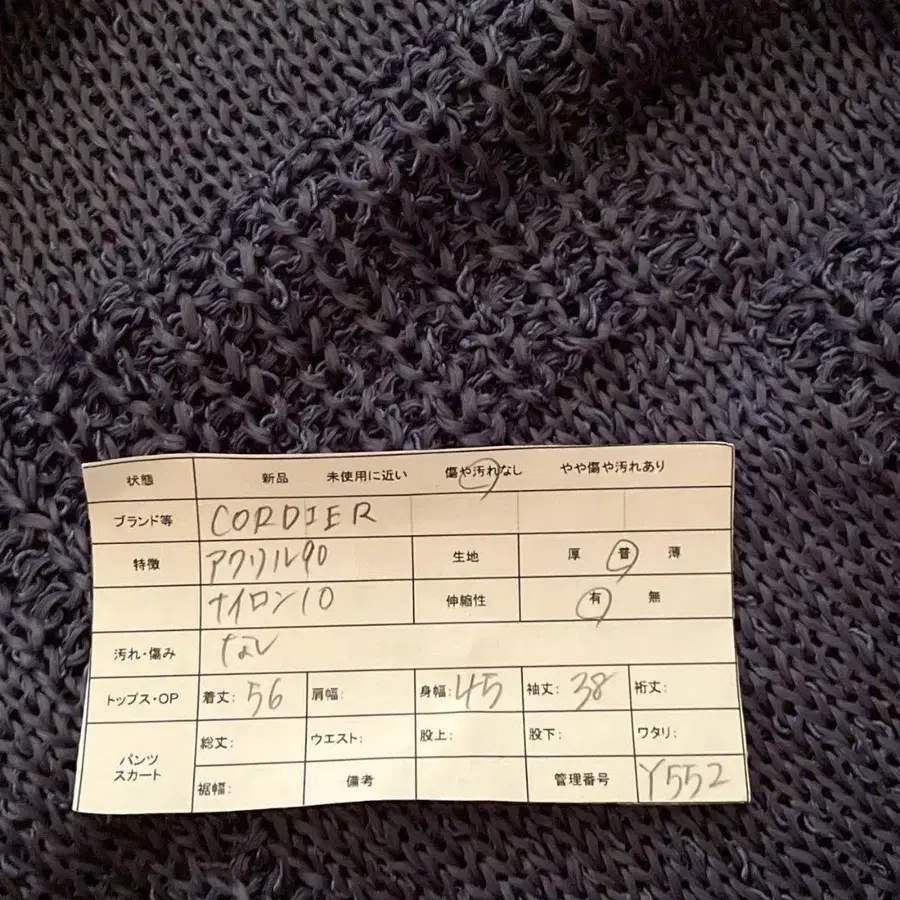 状態 新品 未使用に近い 傷や汚れなし やや傷や汚れあり
ブランド等 CORDIER
特徴 アクリル90 生地 厚 普 薄
ナイロン10 伸縮性 有 無
汚れ・傷み なし
トップス・OP 着丈: 56 肩幅: 身幅: 45 袖丈: 38 裄丈:
パンツ スカート 総丈: ウエスト: 股上: 股下: ワタリ:
裾幅: 備考 管理番号 Y552